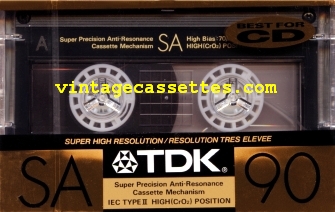 BEST FOR
CD
A
Super Precision Anti-Resonance
Cassette Mechanism
SA
High Bias
HIGH(CrO₂) POSITION
vintagecassettes.com
SUPER HIGH RESOLUTION / RESOLUTION TRES ELEVEE
SA
TDK
90
Super Precision Anti-Resonance
Cassette Mechanism
IEC TYPE II HIGH(CrO₂) POSITION